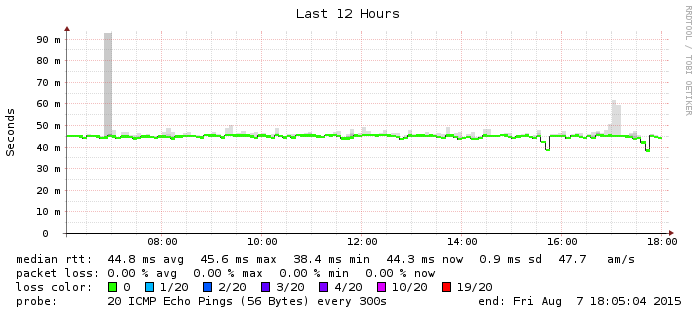 Last 12 Hours
RRDTOOL / TOBI OETIKER
Seconds
90 m
80 m
70 m
60 m
50 m
40 m
30 m
20 m
10 m
0
08:00 10:00 12:00 14:00 16:00 18:00
median rtt: 44.8 ms avg 45.6 ms max 38.4 ms min 44.3 ms now 0.9 ms sd 47.7 am/s
packet loss: 0.00 % avg 0.00 % max 0.00 % min 0.00 % now
loss color: 0 1/20 2/20 3/20 4/20 10/20 19/20
probe: 20 ICMP Echo Pings (56 Bytes) every 300s end: Fri Aug 7 18:05:04 2015